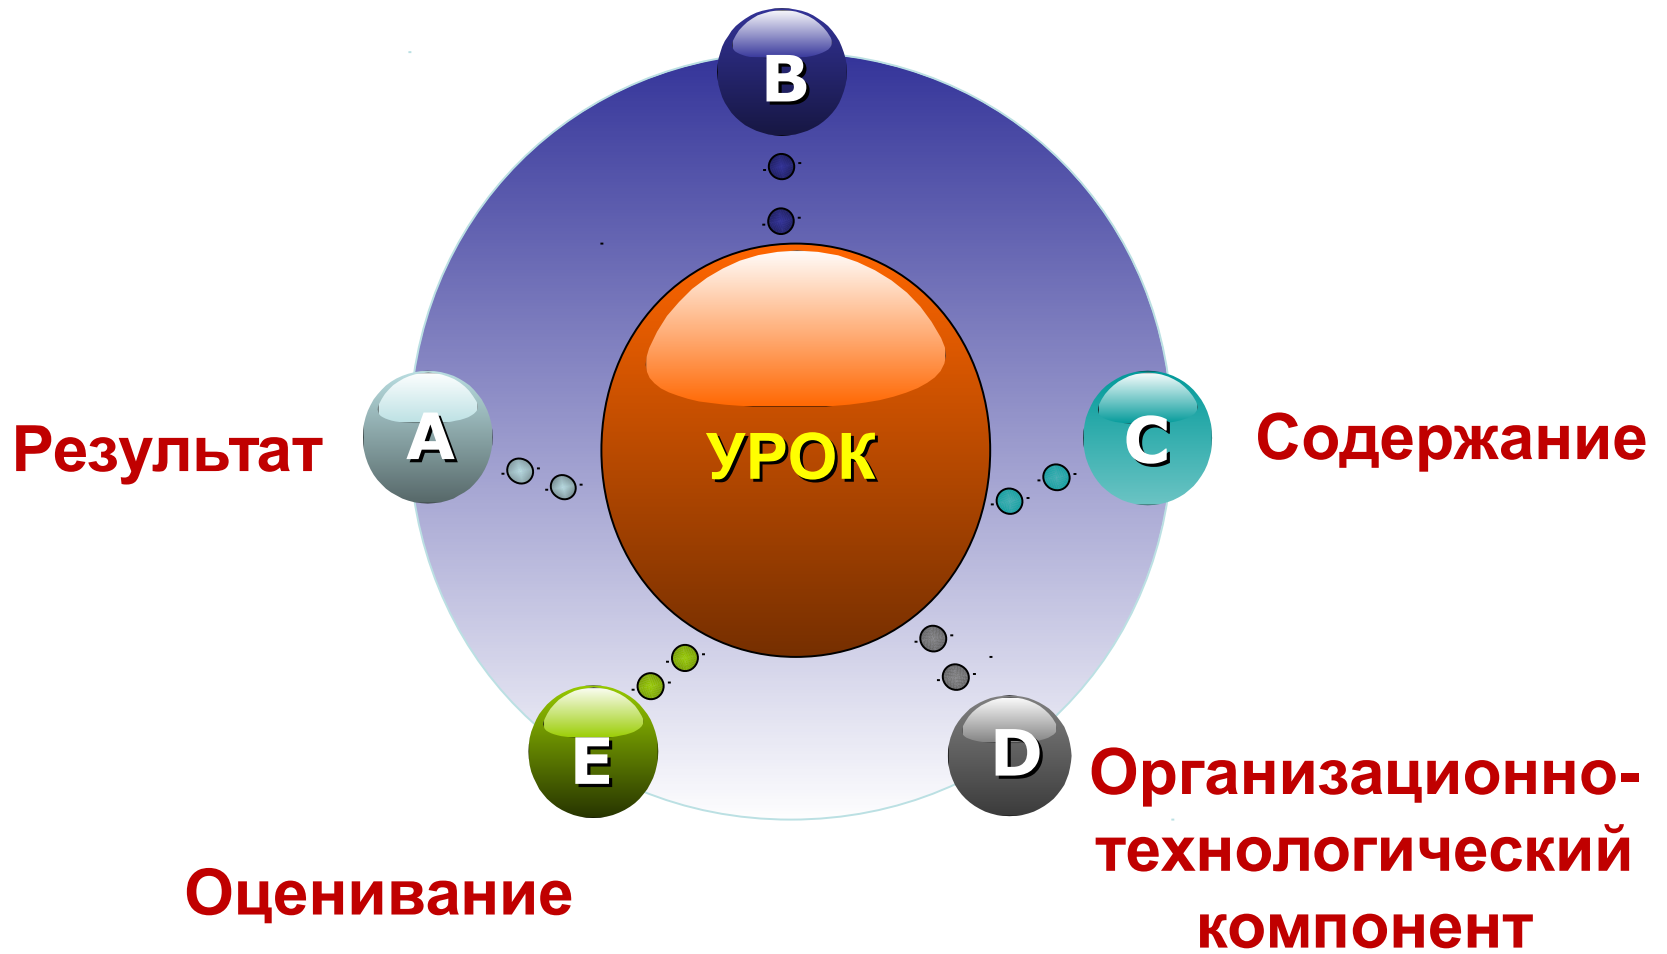 B
Результат
A
УРОК
C
Содержание
E
D
Организационно-
технологический
компонент
Оценивание